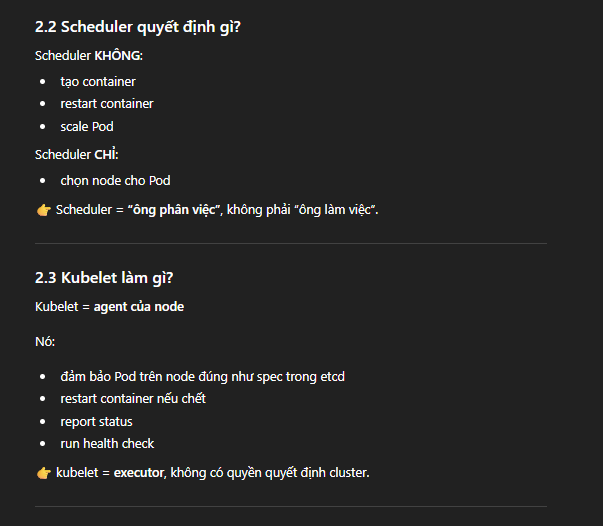 2.2 Scheduler quyết định gì?
Scheduler KHÔNG:
• tạo container
• restart container
• scale Pod
Scheduler CHỈ:
• chọn node cho Pod
👉 Scheduler = “ông phân việc”, không phải “ông làm việc”.
2.3 Kubelet làm gì?
Kubelet = agent của node
Nó:
• đảm bảo Pod trên node đúng như spec trong etcd
• restart container nếu chết
• report status
• run health check
👉 kubelet = executor, không có quyền quyết định cluster.